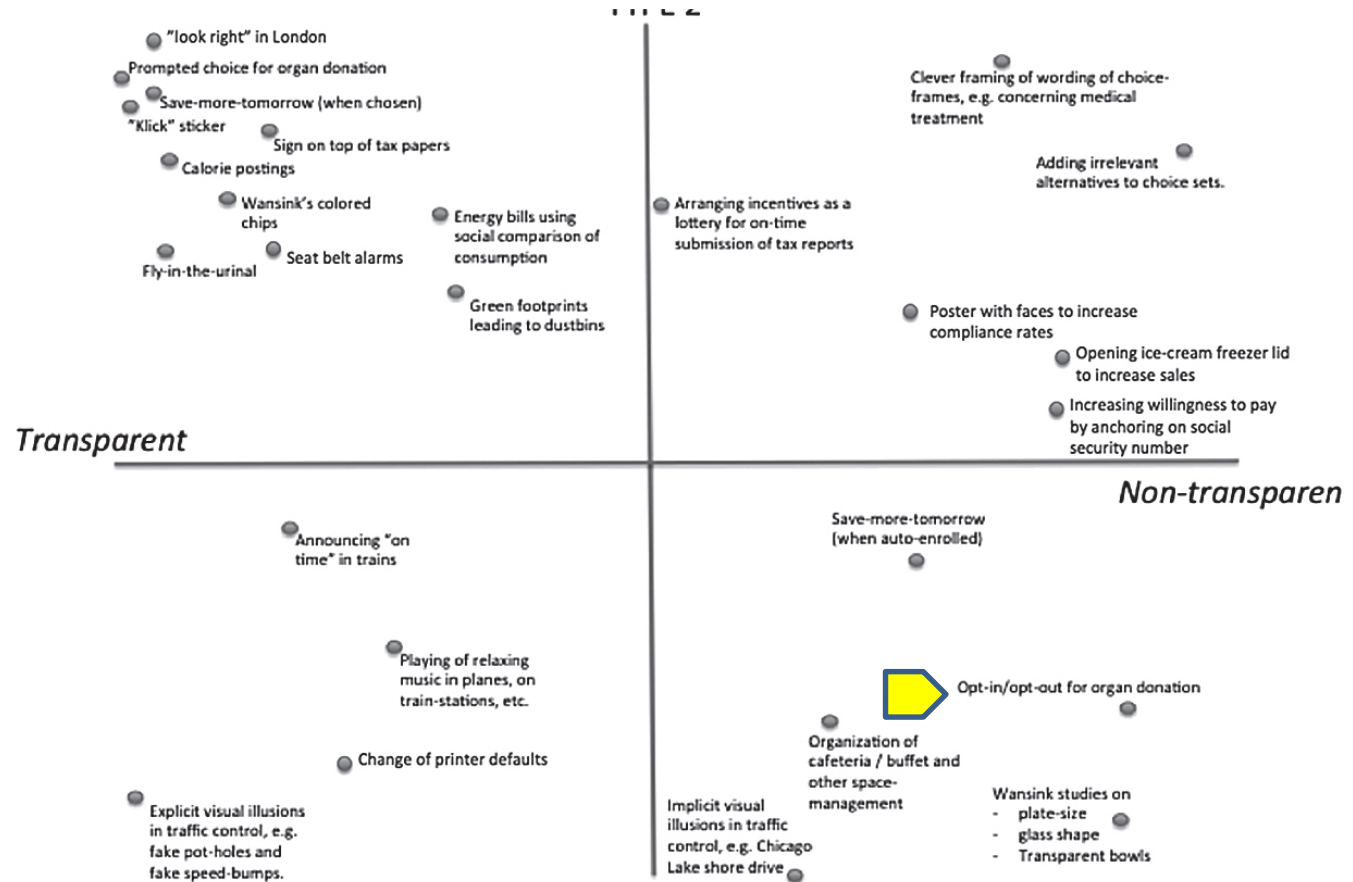 "look right" in London
Prompted choice for organ donation
Save-more-tomorrow (when chosen)
"Klick" sticker
Sign on top of tax papers
Calorie postings
Wansink's colored
chips
Energy bills using
social comparison of
consumption
Seat belt alarms
Fly-in-the-urinal
Green footprints
leading to dustbins
Clever framing of wording of choice-
frames, e.g. concerning medical
treatment
Adding irrelevant
alternatives to choice sets.
Arranging incentives as a
lottery for on-time
submission of tax reports
Poster with faces to increase
compliance rates
Opening ice-cream freezer lid
to increase sales
Increasing willingness to pay
by anchoring on social
security number
Transparent
Non-transparen
Announcing "on
time" in trains
Playing of relaxing
music in planes, on
train-stations, etc.
Change of printer defaults
Explicit visual illusions
in traffic control, e.g.
fake pot-holes and
fake speed-bumps.
Save-more-tomorrow
(when auto-enrolled)
Opt-in/opt-out for organ donation
Organization of
cafeteria / buffet and
other space-
management
Implicit visual
illusions in traffic
control, e.g. Chicago
Lake shore drive
Wansink studies on
- plate-size
- glass shape
- Transparent bowls